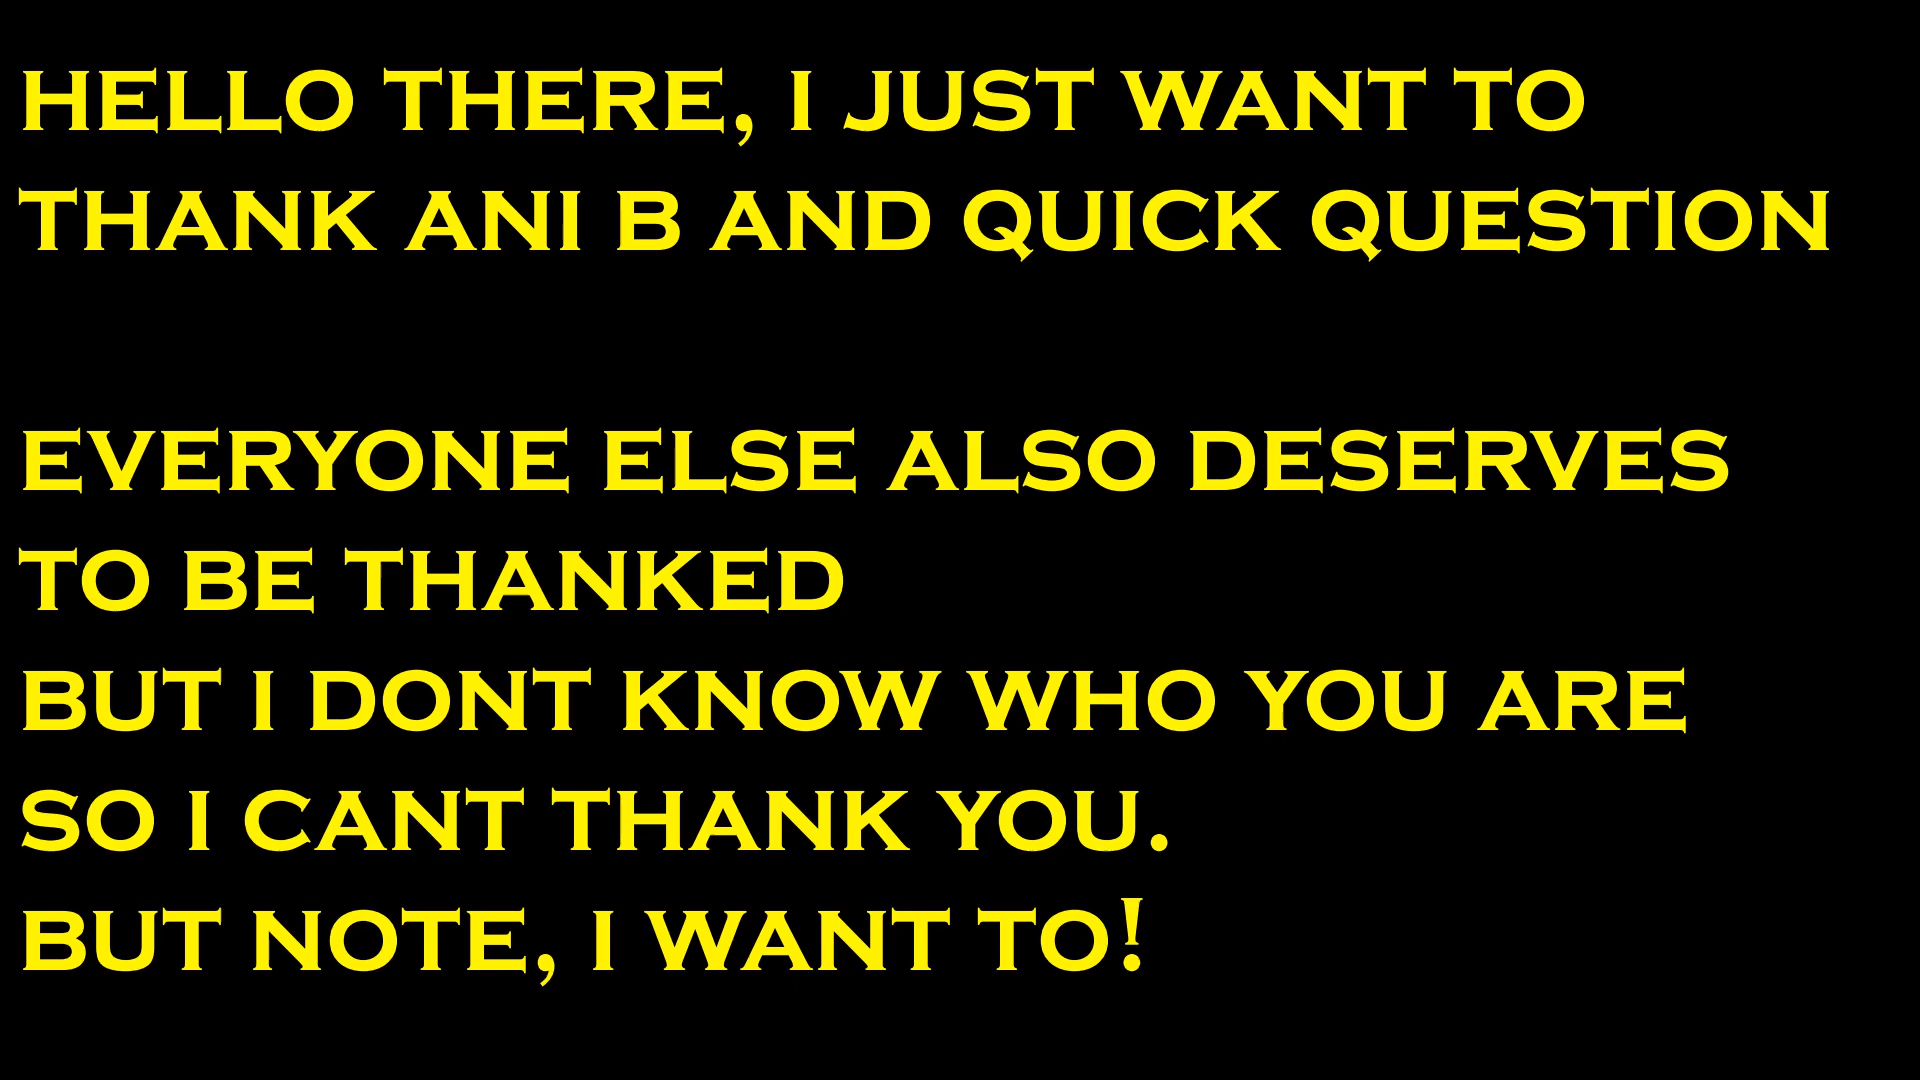 HELLO THERE, I JUST WANT TO
THANK ANI B AND QUICK QUESTION
EVERYONE ELSE ALSO DESERVES
TO BE THANKED
BUT I DONT KNOW WHO YOU ARE
SO I CANT THANK YOU.
BUT NOTE, I WANT TO!